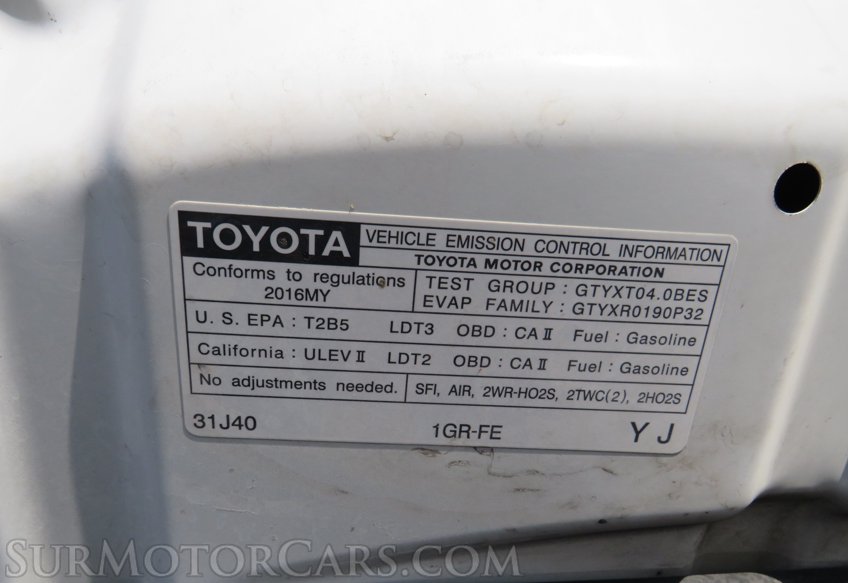 TOYOTA VEHICLE EMISSION CONTROL INFORMATION
TOYOTA MOTOR CORPORATION
Conforms to regulations
2016MY
TEST GROUP : GTYXT04.0BES
EVAP FAMILY : GTYXR0190P32
U. S. EPA : T2B5 LDT3 OBD : CA II Fuel : Gasoline
California : ULEV II LDT2 OBD : CA II Fuel : Gasoline
No adjustments needed. SFI, AIR, 2WR-HO2S, 2TWC(2), 2HO2S
31J40 1GR-FE Y J
SURMOTORCARS.COM